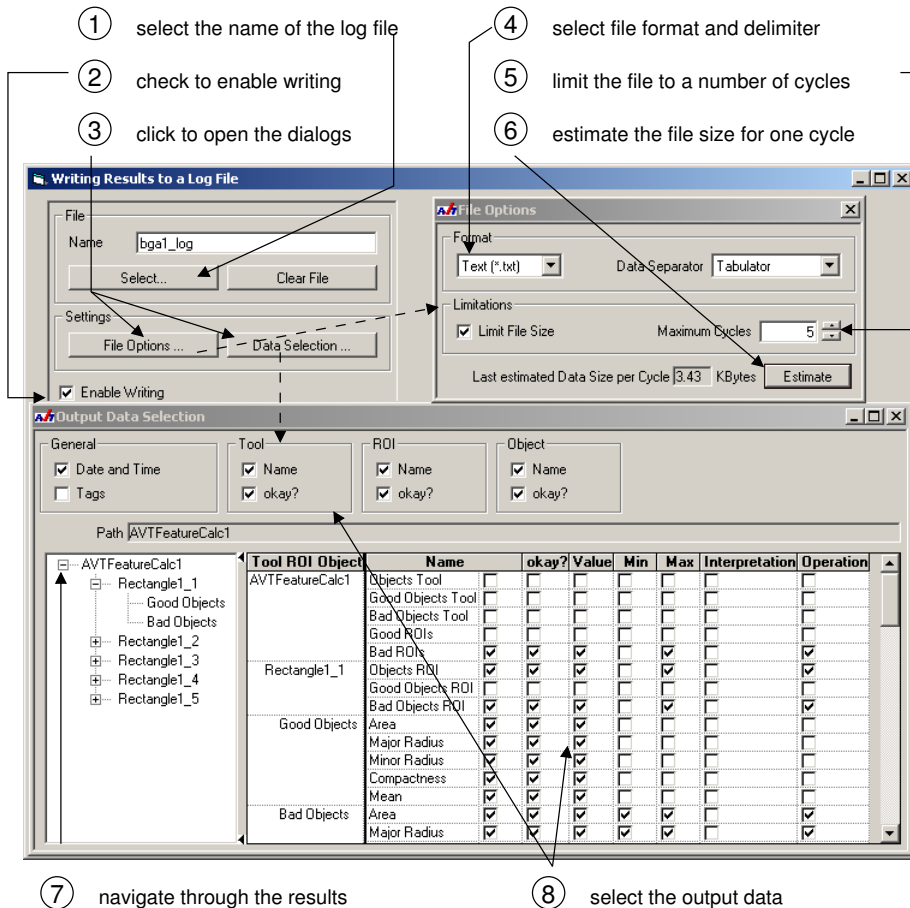 1 select the name of the log file
4 select file format and delimiter
2 check to enable writing
5 limit the file to a number of cycles
3 click to open the dialogs
6 estimate the file size for one cycle
Writing Results to a Log File
File
Name bga1_log
Select... Clear File
Settings
File Options ... Data Selection ...
Enable Writing
File Options
Format
Text (*.txt) Data Separator Tabulator
Limitations
Limit File Size Maximum Cycles 5
Last estimated Data Size per Cycle 3.43 KBytes Estimate
Output Data Selection
General Tool ROI Object
Date and Time Name Name Name
Tags okay? okay? okay?
Path AVTFeatureCalc1
AVTFeatureCalc1
Rectangle1_1
Good Objects
Bad Objects
Rectangle1_2
Rectangle1_3
Rectangle1_4
Rectangle1_5
Tool ROI Object Name okay? Value Min Max Interpretation Operation
AVTFeatureCalc1 Objects Tool
Good Objects Tool
Bad Objects Tool
Good ROIs
Bad ROIs
Rectangle1_1 Objects ROI
Good Objects ROI
Bad Objects ROI
Good Objects Area
Major Radius
Minor Radius
Compactness
Mean
Bad Objects Area
Major Radius
7 navigate through the results
8 select the output data